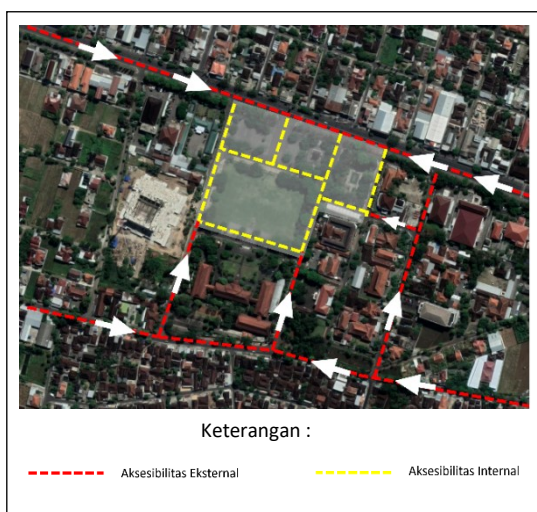 Keterangan :
Aksesibilitas Eksternal
Aksesibilitas Internal